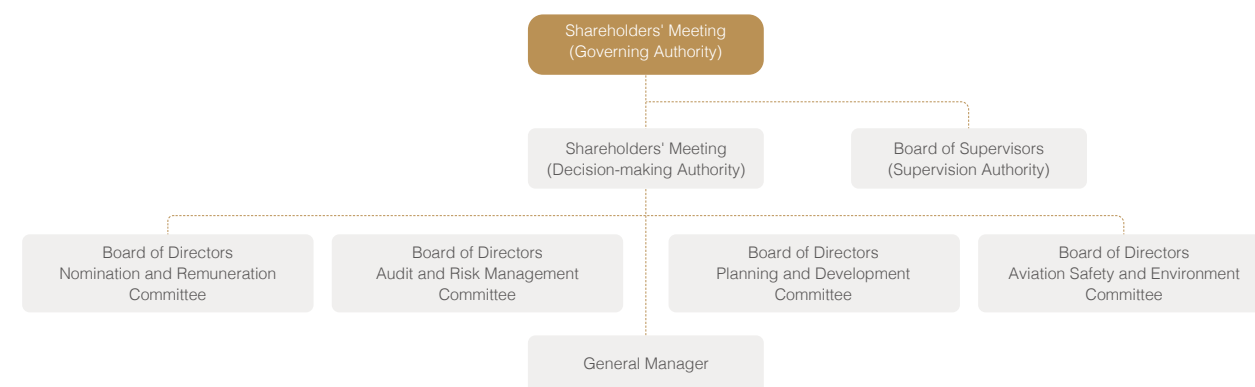 Shareholders' Meeting
(Governing Authority)
Shareholders' Meeting
(Decision-making Authority)
Board of Supervisors
(Supervision Authority)
Board of Directors
Nomination and Remuneration
Committee
Board of Directors
Audit and Risk Management
Committee
Board of Directors
Planning and Development
Committee
Board of Directors
Aviation Safety and Environment
Committee
General Manager